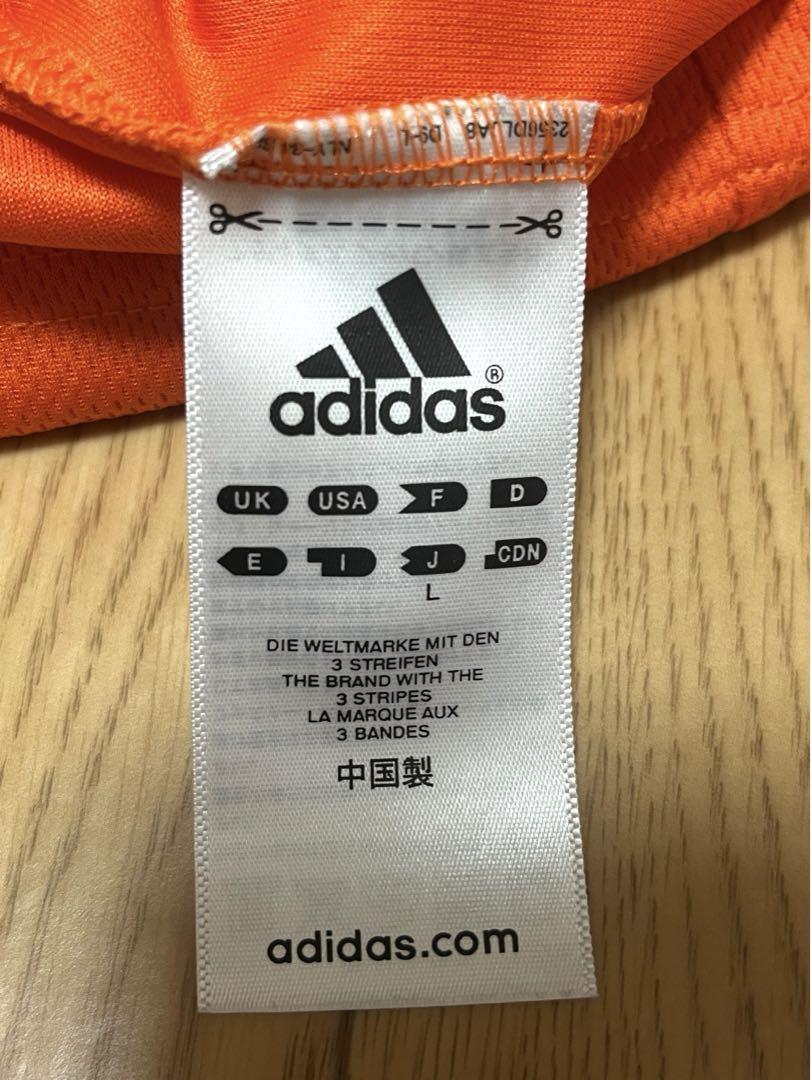 adidas®
UK USA F D
E I J CDN
L
DIE WELTMARKE MIT DEN
3 STREIFEN
THE BRAND WITH THE
3 STRIPES
LA MARQUE AUX
3 BANDES
中国製
adidas.com